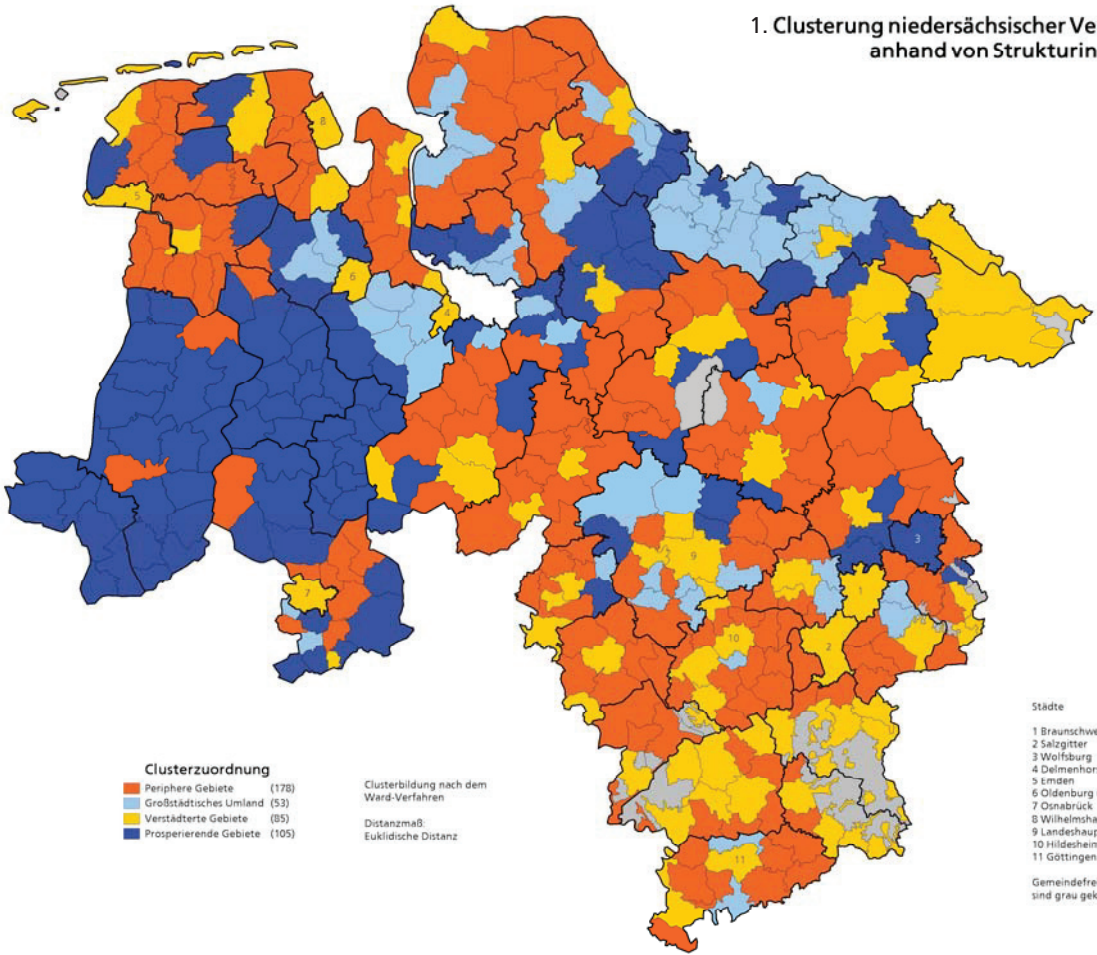 1. Clusterung niedersächsischer Ve
anhand von Strukturin
8
5
6
4
3
9
1
7
10
2
11
Clusterzuordnung
Periphere Gebiete (178)
Großstädtisches Umland (53)
Verstädterte Gebiete (85)
Prosperierende Gebiete (105)
Clusterbildung nach dem
Ward-Verfahren
Distanzmaß:
Euklidische Distanz
Städte
1 Braunschwe
2 Salzgitter
3 Wolfsburg
4 Delmenhors
5 Emden
6 Oldenburg
7 Osnabrück
8 Wilhelmsha
9 Landeshaup
10 Hildesheim
11 Göttingen
Gemeindefre
sind grau gek